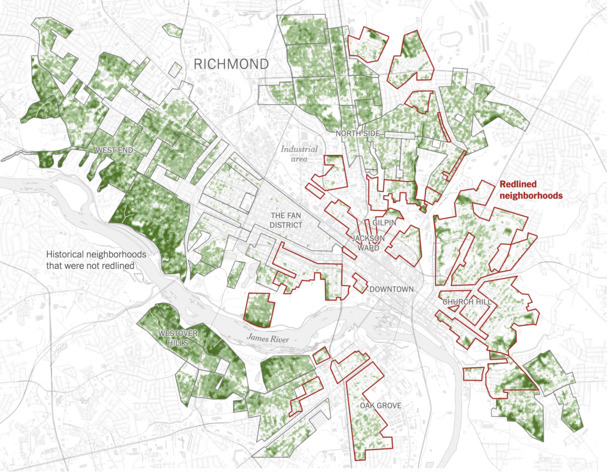 RICHMOND
NORTH SIDE
Industrial
area
WEST END
Redlined
neighborhoods
THE FAN
DISTRICT
GILPIN
JACKSON
WARD
Historical neighborhoods
that were not redlined
DOWNTOWN
CHURCH HILL
WESTOVER
HILLS
James River
OAK GROVE